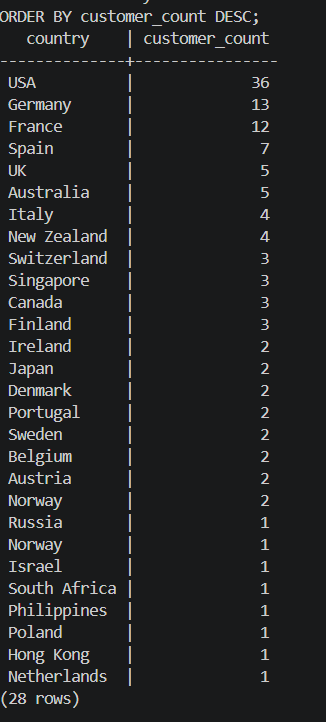 ORDER BY customer_count DESC;
   country    | customer_count
--------------+----------------
 USA          |             36
 Germany      |             13
 France       |             12
 Spain        |              7
 UK           |              5
 Australia    |              5
 Italy        |              4
 New Zealand  |              4
 Switzerland  |              3
 Singapore    |              3
 Canada       |              3
 Finland      |              3
 Ireland      |              2
 Japan        |              2
 Denmark      |              2
 Portugal     |              2
 Sweden       |              2
 Belgium      |              2
 Austria      |              2
 Norway       |              2
 Russia       |              1
 Norway       |              1
 Israel       |              1
 South Africa |              1
 Philippines  |              1
 Poland       |              1
 Hong Kong    |              1
 Netherlands  |              1
(28 rows)